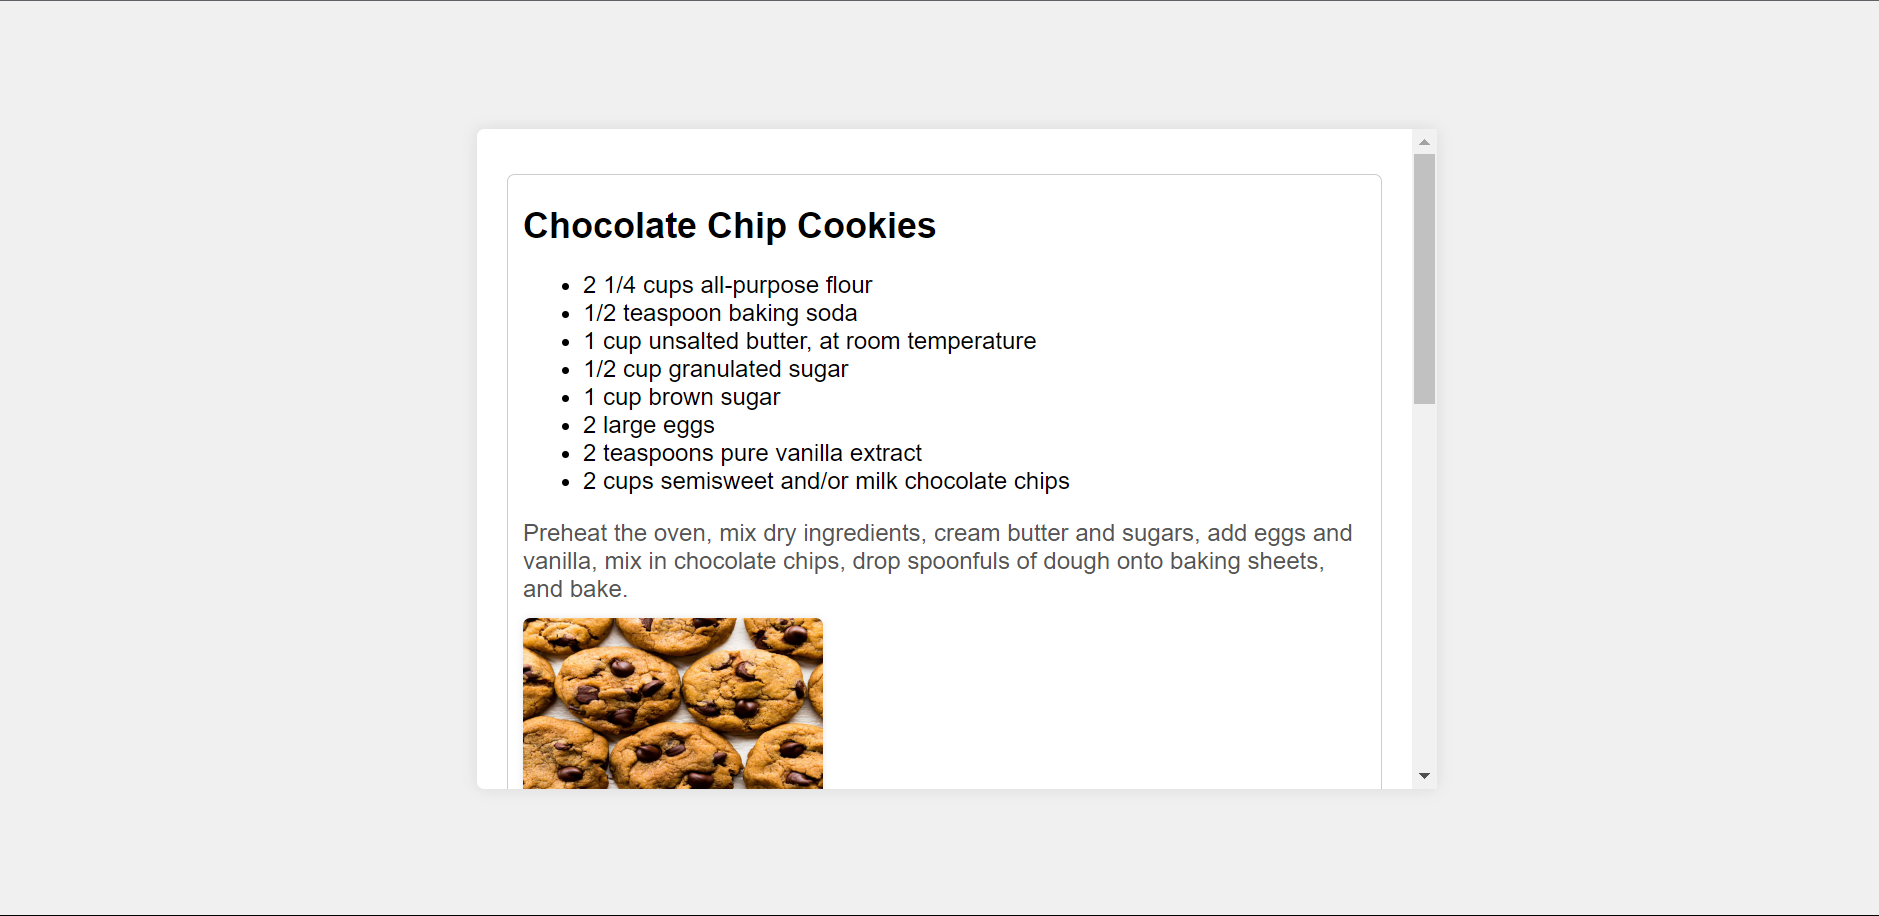 Chocolate Chip Cookies
2 1/4 cups all-purpose flour
1/2 teaspoon baking soda
1 cup unsalted butter, at room temperature
1/2 cup granulated sugar
1 cup brown sugar
2 large eggs
2 teaspoons pure vanilla extract
2 cups semisweet and/or milk chocolate chips
Preheat the oven, mix dry ingredients, cream butter and sugars, add eggs and
vanilla, mix in chocolate chips, drop spoonfuls of dough onto baking sheets,
and bake.